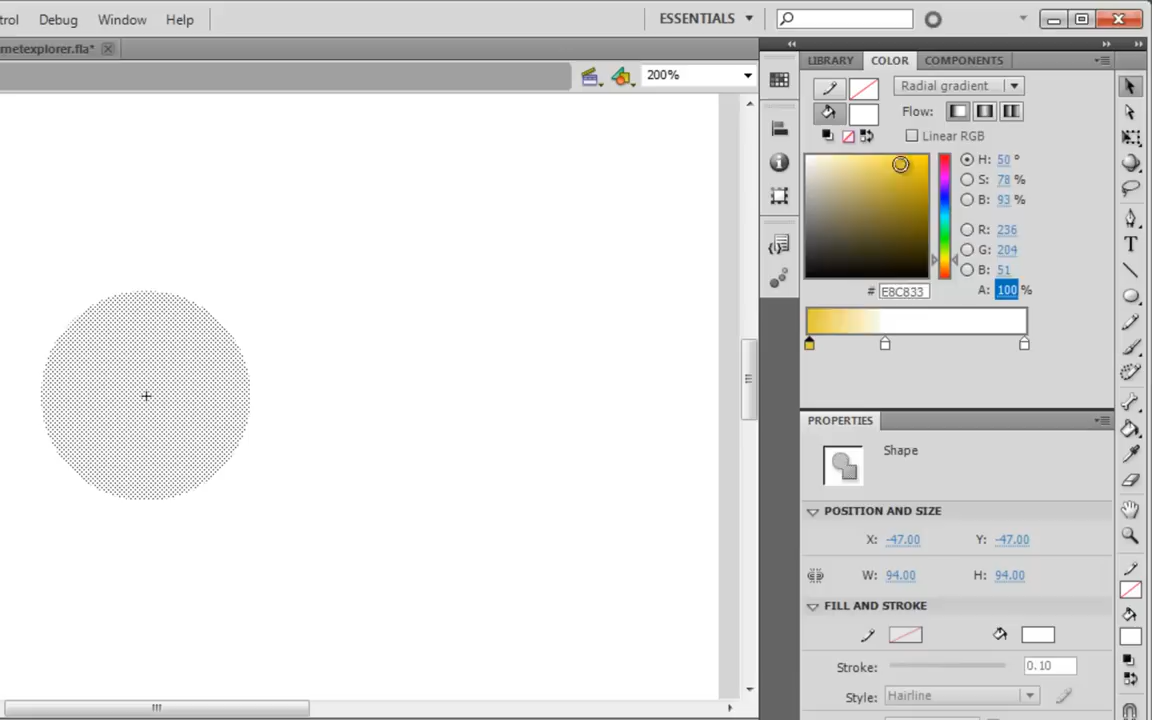 trol Debug Window Help ESSENTIALS
metexplorer.fla*
200%
LIBRARY COLOR COMPONENTS
Radial gradient
Flow:
Linear RGB
H: 50 °
S: 78 %
B: 93 %
R: 236
G: 204
B: 51
# E8C833 A: 100 %
PROPERTIES
Shape
POSITION AND SIZE
X: -47.00 Y: -47.00
W: 94.00 H: 94.00
FILL AND STROKE
Stroke: 0.10
Style: Hairline